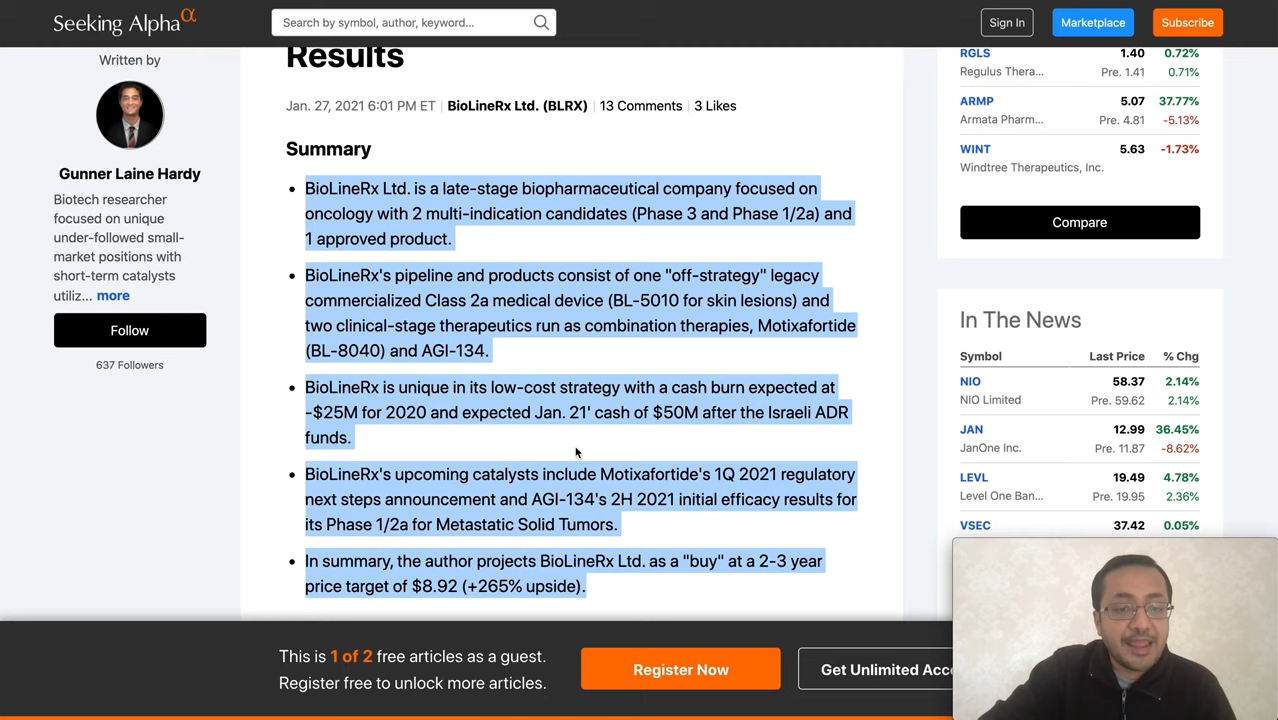 Seeking Alpha α
Search by symbol, author, keyword...
Sign In
Marketplace
Subscribe
Written by
Gunner Laine Hardy
Biotech researcher
focused on unique
under-followed small-
market positions with
short-term catalysts
utiliz... more
Follow
637 Followers
Results
Jan. 27, 2021 6:01 PM ET | BioLineRx Ltd. (BLRX) | 13 Comments | 3 Likes
Summary
• BioLineRx Ltd. is a late-stage biopharmaceutical company focused on
oncology with 2 multi-indication candidates (Phase 3 and Phase 1/2a) and
1 approved product.
• BioLineRx's pipeline and products consist of one "off-strategy" legacy
commercialized Class 2a medical device (BL-5010 for skin lesions) and
two clinical-stage therapeutics run as combination therapies, Motixafortide
(BL-8040) and AGI-134.
• BioLineRx is unique in its low-cost strategy with a cash burn expected at
-$25M for 2020 and expected Jan. 21' cash of $50M after the Israeli ADR
funds.
• BioLineRx's upcoming catalysts include Motixafortide's 1Q 2021 regulatory
next steps announcement and AGI-134's 2H 2021 initial efficacy results for
its Phase 1/2a for Metastatic Solid Tumors.
• In summary, the author projects BioLineRx Ltd. as a "buy" at a 2-3 year
price target of $8.92 (+265% upside).
RGLS 1.40 0.72%
Regulus Thera... Pre. 1.41 0.71%
ARMP 5.07 37.77%
Armata Pharm... Pre. 4.81 -5.13%
WINT 5.63 -1.73%
Windtree Therapeutics, Inc.
Compare
In The News
Symbol Last Price % Chg
NIO 58.37 2.14%
NIO Limited Pre. 59.62 2.14%
JAN 12.99 36.45%
JanOne Inc. Pre. 11.87 -8.62%
LEVL 19.49 4.78%
Level One Ban... Pre. 19.95 2.36%
VSEC 37.42 0.05%
This is 1 of 2 free articles as a guest.
Register free to unlock more articles.
Register Now
Get Unlimited Acc